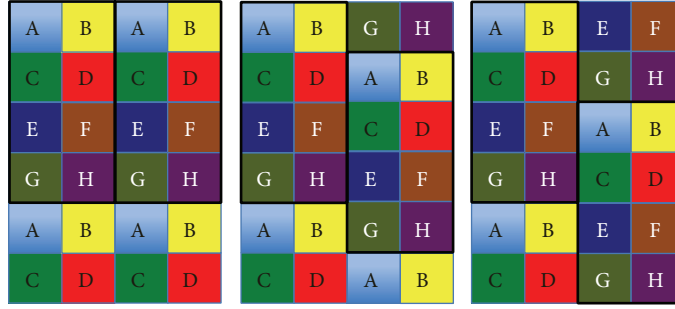 A B A B
C D C D
E F E F
G H G H
A B A B
C D C D
A B G H
C D A B
E F C D
G H E F
A B G H
C D A B
A B E F
C D G H
E F A B
G H C D
A B E F
C D G H